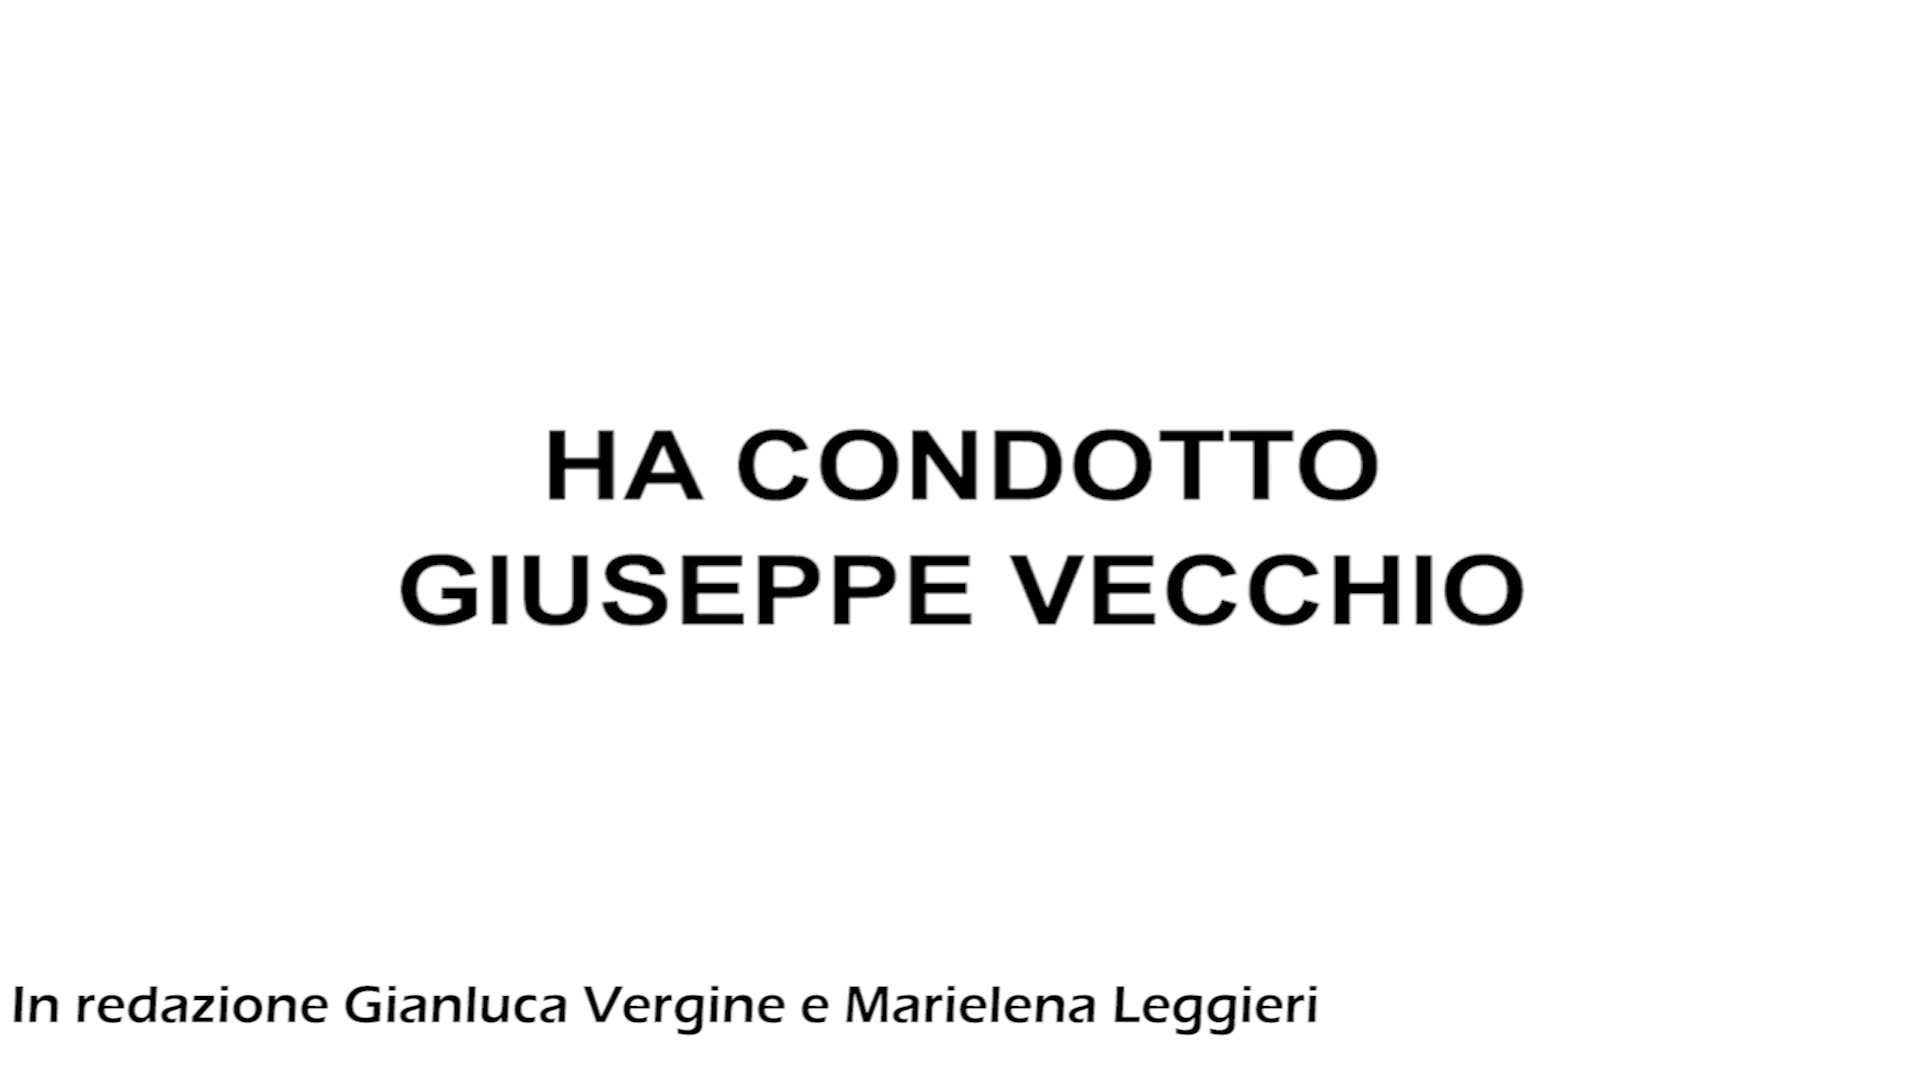 HA CONDOTTO
GIUSEPPE VECCHIO
In redazione Gianluca Vergine e Marielena Leggieri